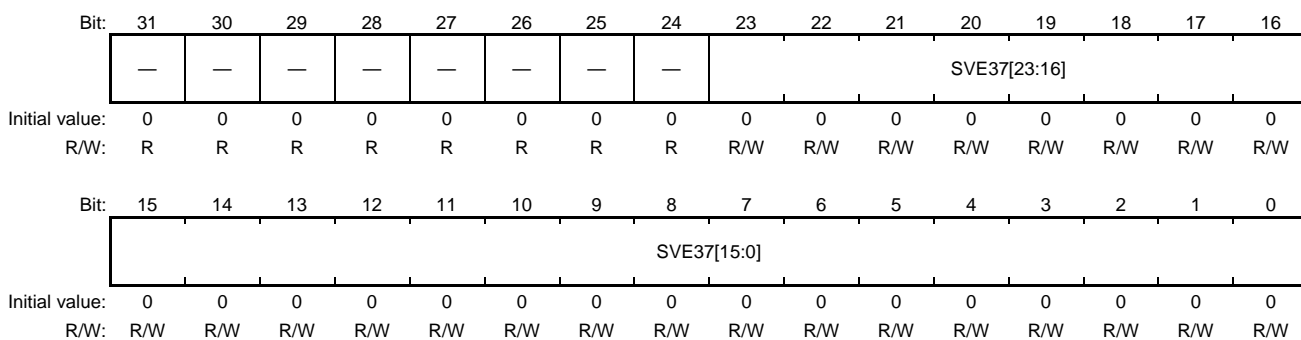 Bit: 31 30 29 28 27 26 25 24 23 22 21 20 19 18 17 16
— — — — — — — — SVE37[23:16]
Initial value: 0 0 0 0 0 0 0 0 0 0 0 0 0 0 0 0
R/W: R R R R R R R R R/W R/W R/W R/W R/W R/W R/W R/W
Bit: 15 14 13 12 11 10 9 8 7 6 5 4 3 2 1 0
SVE37[15:0]
Initial value: 0 0 0 0 0 0 0 0 0 0 0 0 0 0 0 0
R/W: R/W R/W R/W R/W R/W R/W R/W R/W R/W R/W R/W R/W R/W R/W R/W R/W